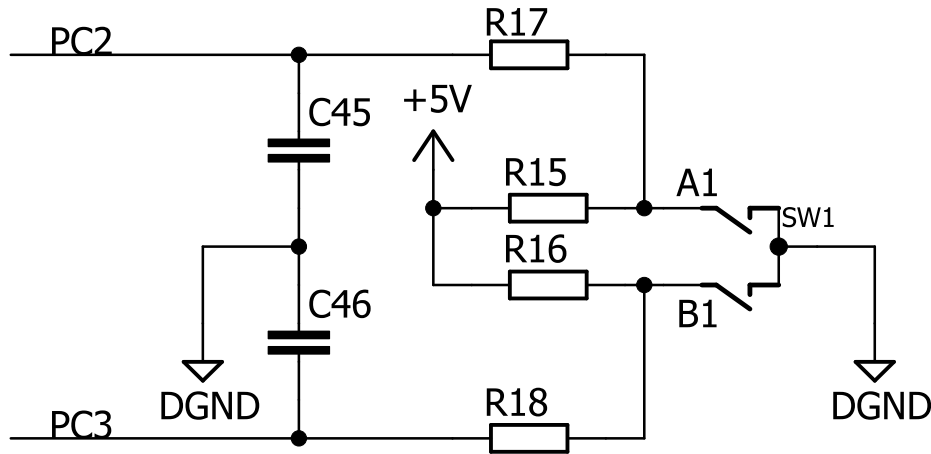 PC2
R17
C45
+5V
R15
A1
SW1
R16
C46
B1
DGND
DGND
PC3
R18